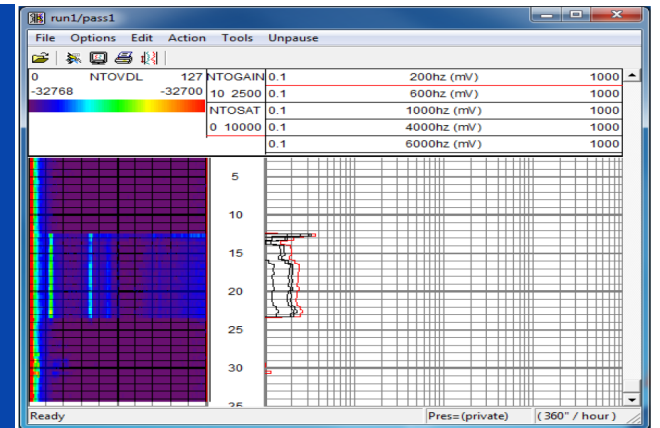 run1/pass1
File Options Edit Action Tools Unpause
0 NTOVDL 127 NTOGAIN 0.1 200hz (mV) 1000
-32768 -32700 10 2500 0.1 600hz (mV) 1000
NTOSAT 0.1 1000hz (mV) 1000
0 10000 0.1 4000hz (mV) 1000
0.1 6000hz (mV) 1000
5
10
15
20
25
30
Ready Pres=(private) (360" / hour)